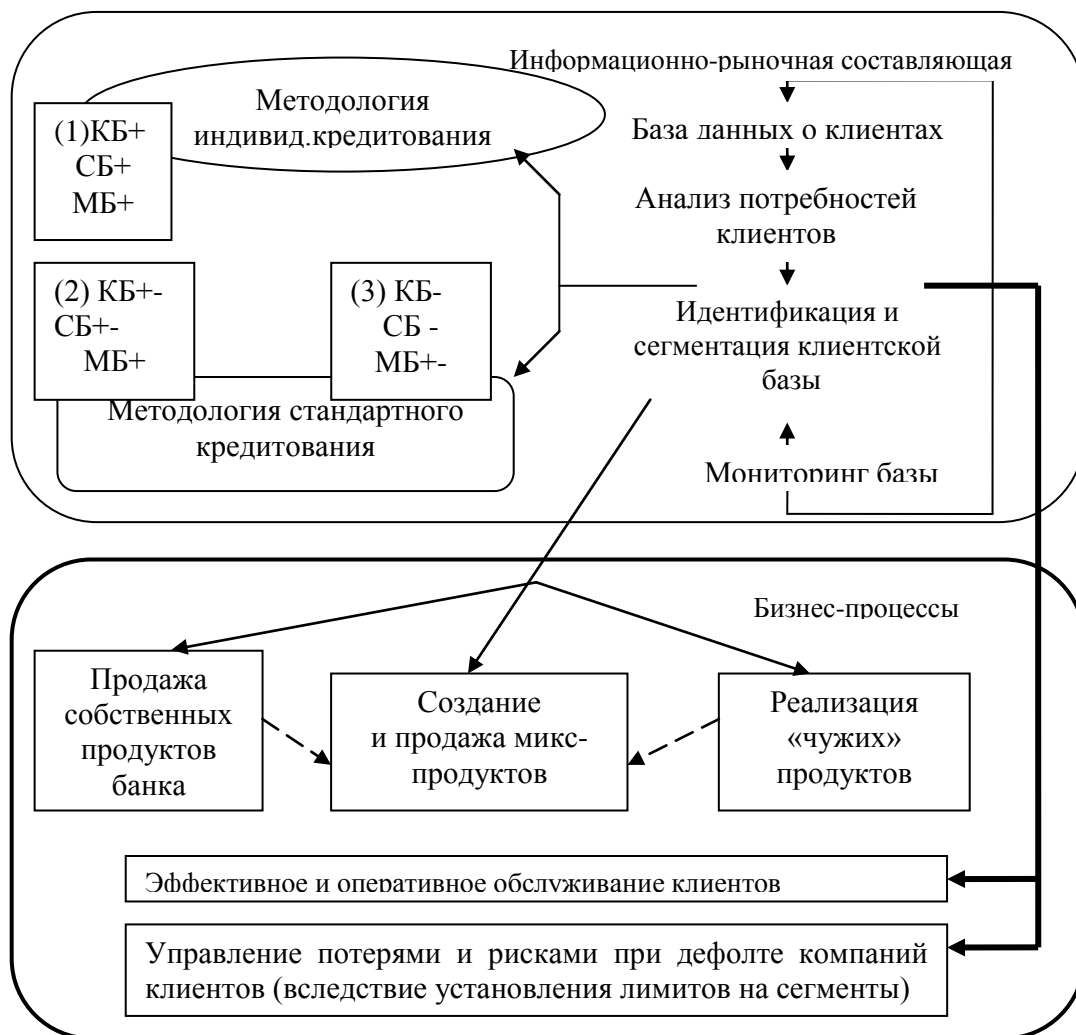 Информационно-рыночная составляющая
Методология
индивид.кредитования
(1)КБ+
СБ+
МБ+
База данных о клиентах
Анализ потребностей
клиентов
(2) КБ+-
СБ+-
МБ+
(3) КБ-
СБ -
МБ+-
Идентификация и
сегментация клиентской
базы
Методология стандартного
кредитования
Мониторинг базы
Бизнес-процессы
Продажа
собственных
продуктов
банка
Создание
и продажа микс-
продуктов
Реализация
«чужих»
продуктов
Эффективное и оперативное обслуживание клиентов
Управление потерями и рисками при дефолте компаний
клиентов (вследствие установления лимитов на сегменты)